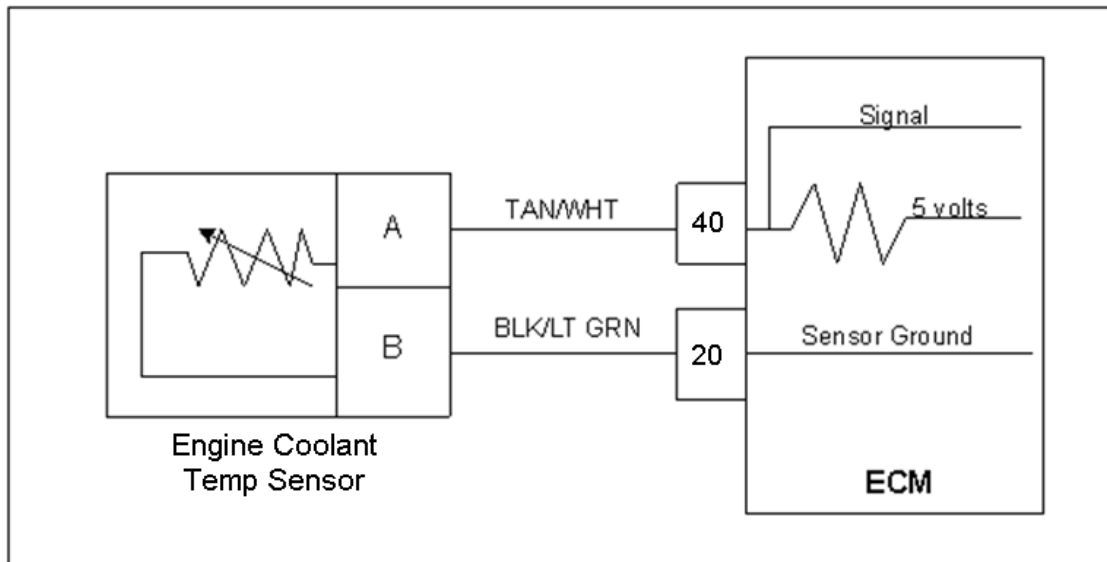 Signal
A
TAN/WHT
40
5 volts
B
BLK/LT GRN
20
Sensor Ground
Engine Coolant
Temp Sensor
ECM